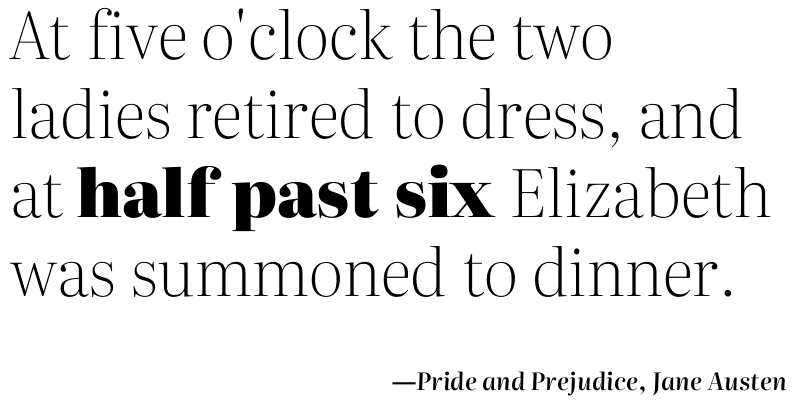 At five o'clock the two
ladies retired to dress, and
at half past six Elizabeth
was summoned to dinner.
—Pride and Prejudice, Jane Austen